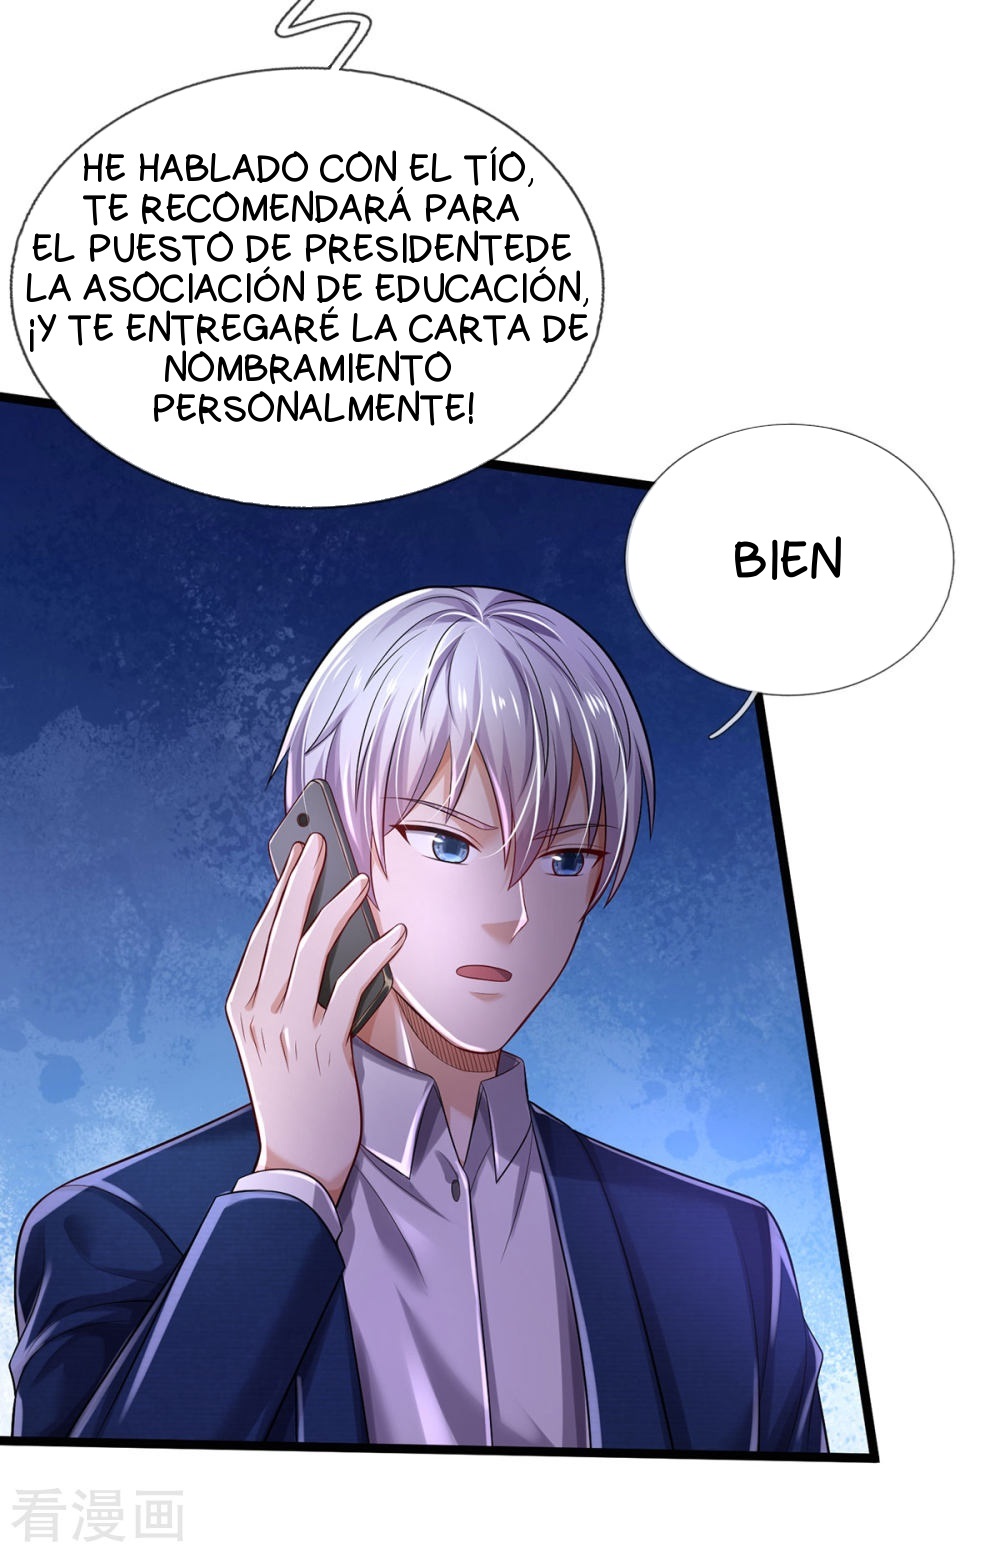 HE HABLADO CON EL TÍO,
TE RECOMENDARÁ PARA
EL PUESTO DE PRESIDENTEDE
LA ASOCIACIÓN DE EDUCACIÓN,
¡Y TE ENTREGARÉ LA CARTA DE
NOMBRAMIENTO
PERSONALMENTE!
BIEN
看漫画